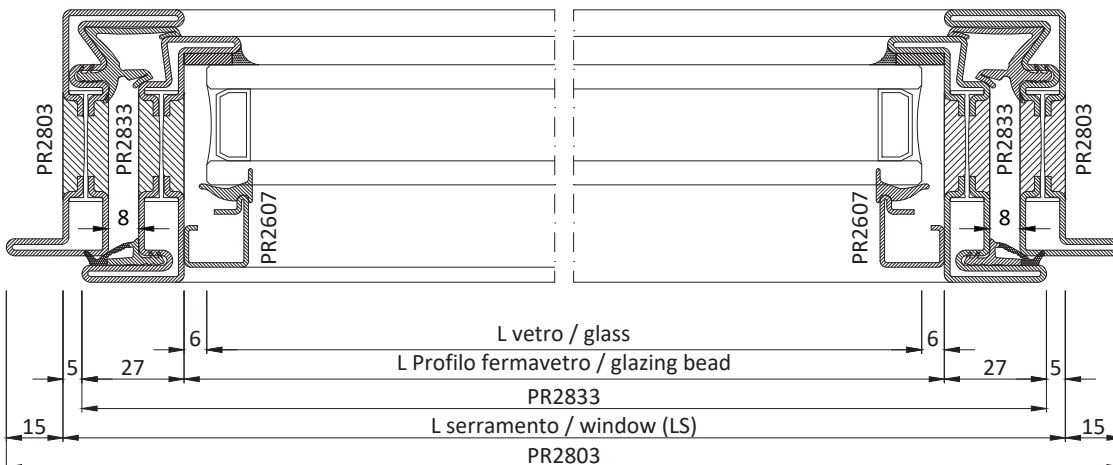 PR2803
PR2833
PR2833
PR2803
PR2607
PR2607
8
8
6
L vetro / glass
6
5
27
L Profilo fermavetro / glazing bead
27
5
PR2833
15
L serramento / window (LS)
15
PR2803